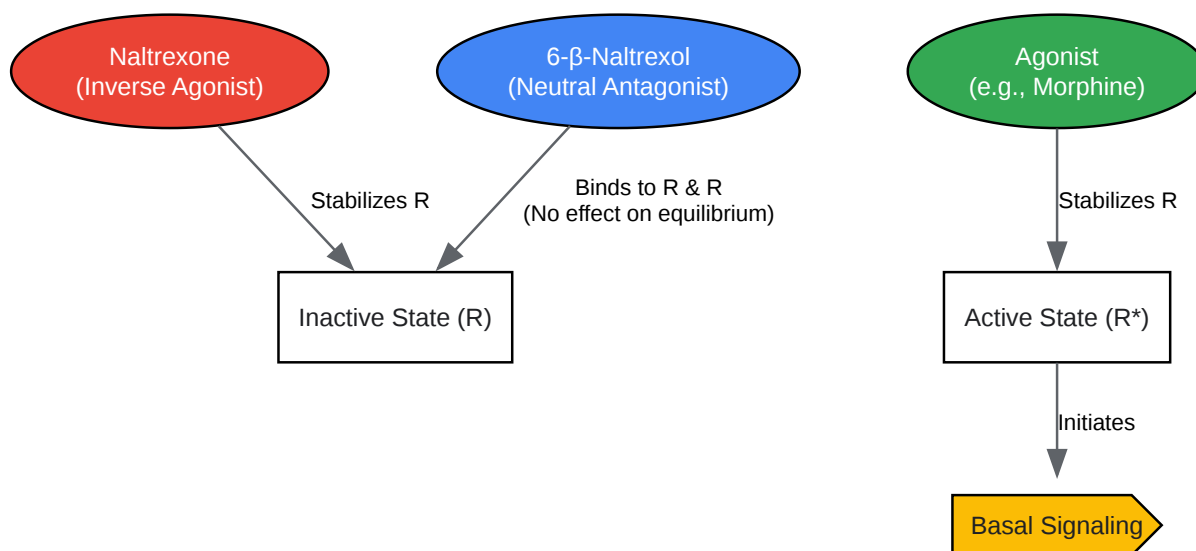 Naltrexone
(Inverse Agonist)
6-β-Naltrexol
(Neutral Antagonist)
Agonist
(e.g., Morphine)
Stabilizes R
Binds to R & R
(No effect on equilibrium)
Stabilizes R
Inactive State (R)
Active State (R*)
Initiates
Basal Signaling